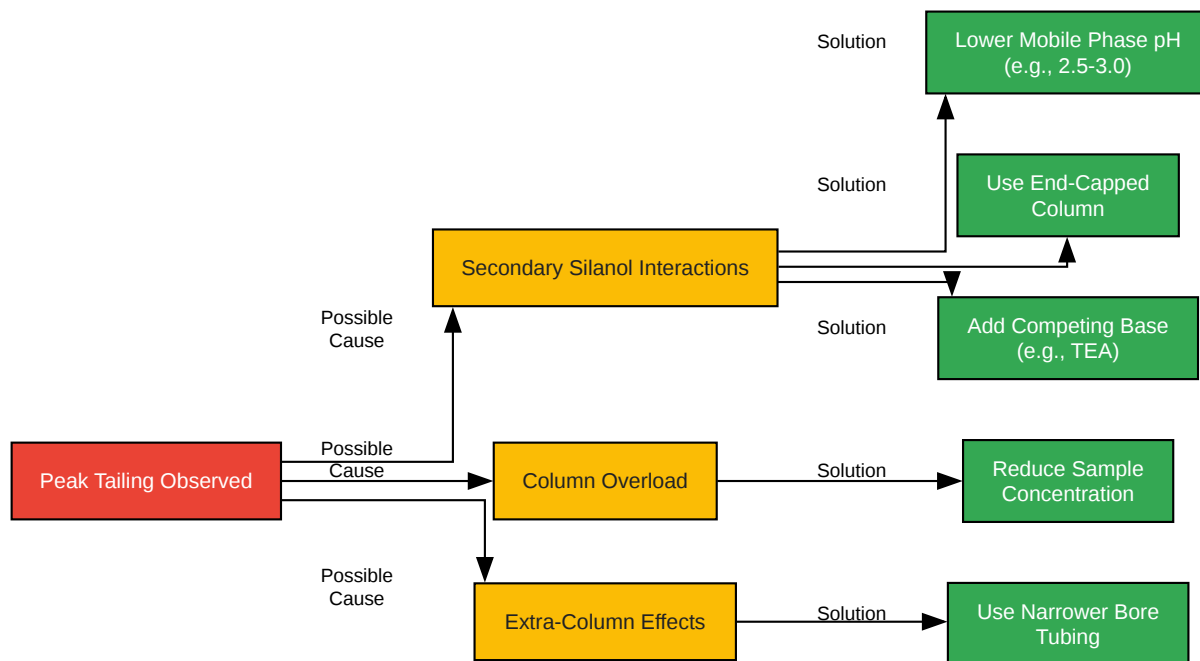 Solution
Lower Mobile Phase pH
(e.g., 2.5-3.0)
Solution
Use End-Capped
Column
Secondary Silanol Interactions
Possible
Cause
Solution
Add Competing Base
(e.g., TEA)
Peak Tailing Observed
Possible
Cause
Column Overload
Solution
Reduce Sample
Concentration
Possible
Cause
Extra-Column Effects
Solution
Use Narrower Bore
Tubing